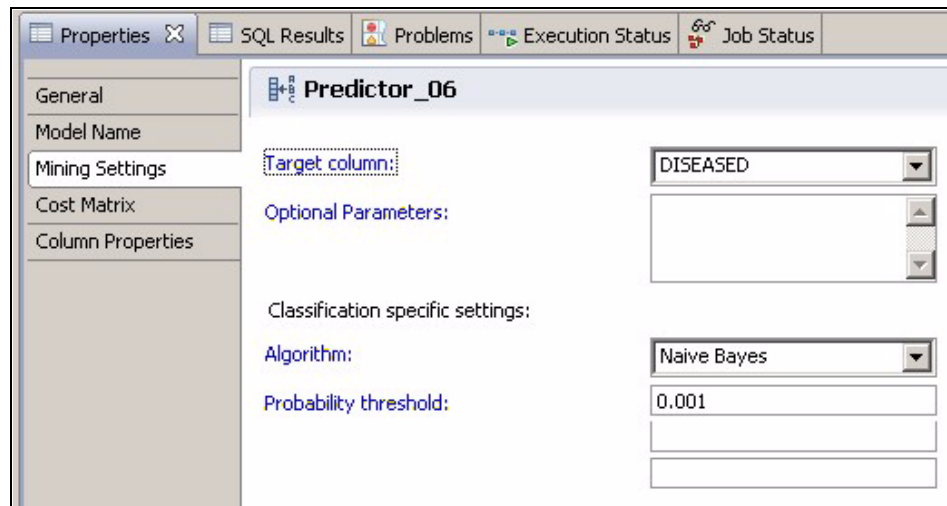 Properties SQL Results Problems Execution Status Job Status
General
Model Name
Mining Settings
Cost Matrix
Column Properties
Predictor_06
Target column: DISEASED
Optional Parameters:
Classification specific settings:
Algorithm: Naive Bayes
Probability threshold: 0.001